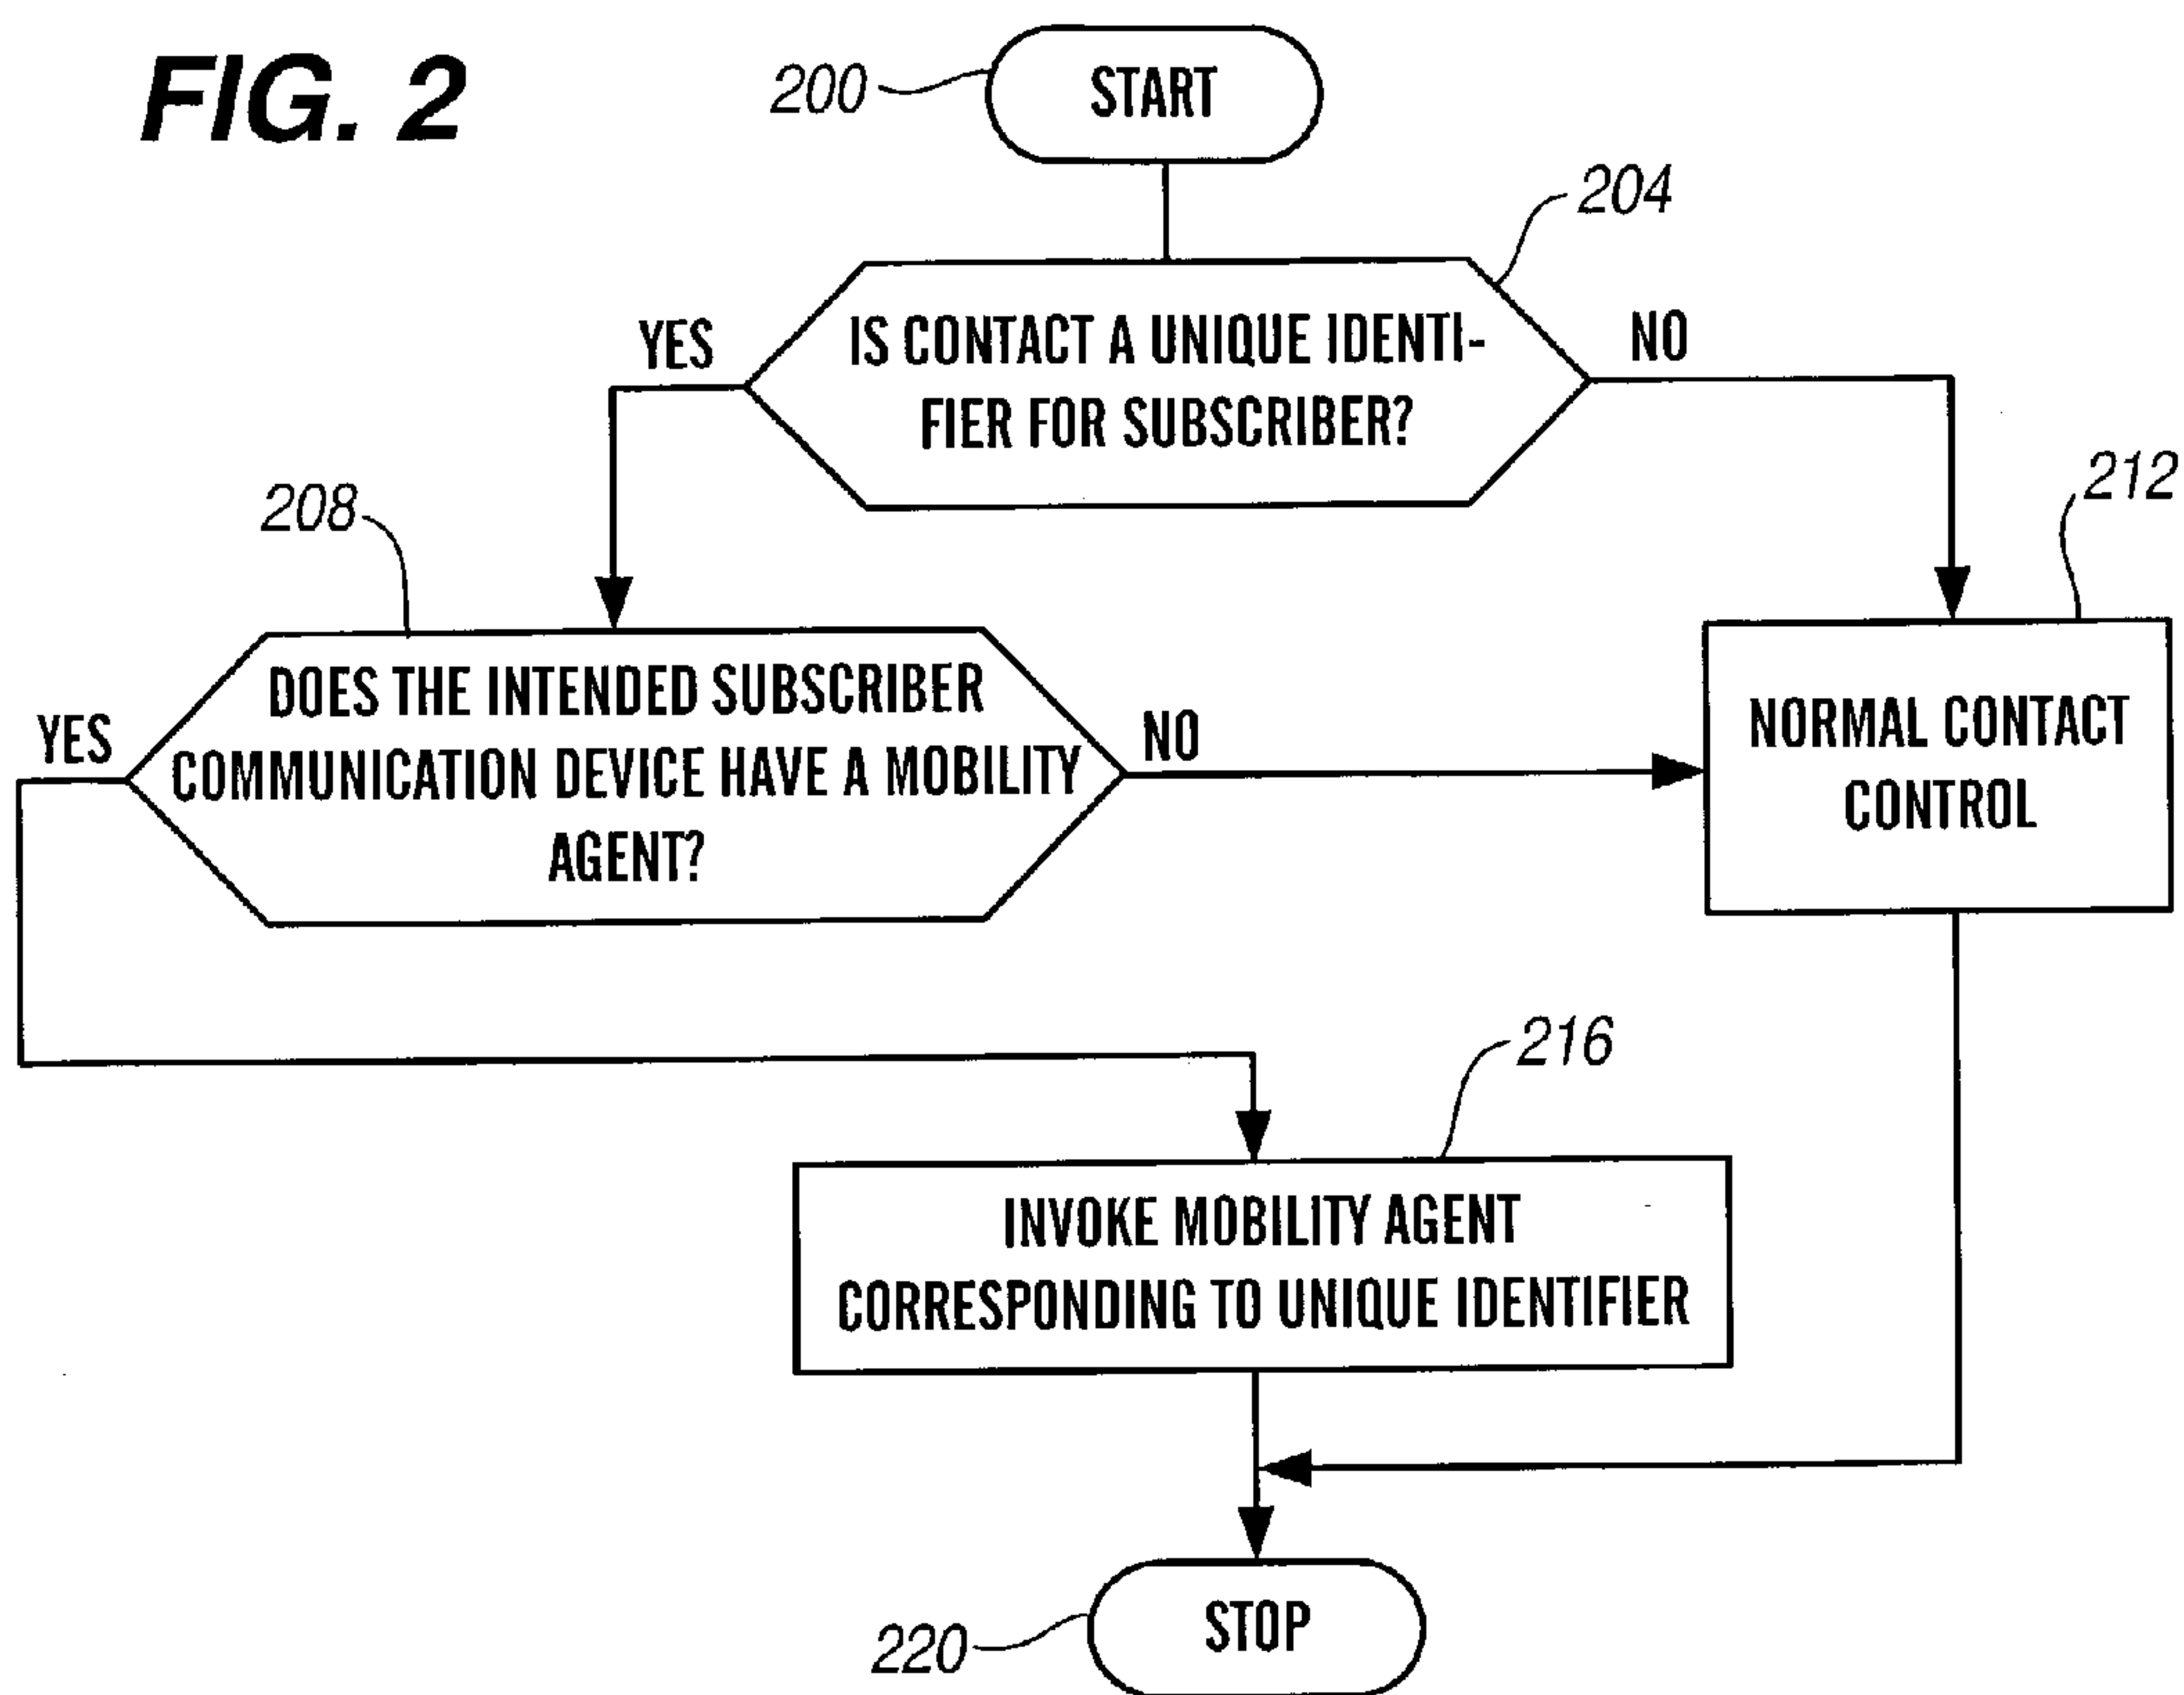 FIG. 2
200
START
204
YES
IS CONTACT A UNIQUE IDENTI-
FIER FOR SUBSCRIBER?
NO
208
212
YES
DOES THE INTENDED SUBSCRIBER
COMMUNICATION DEVICE HAVE A MOBILITY
AGENT?
NO
NORMAL CONTACT
CONTROL
216
INVOKE MOBILITY AGENT
CORRESPONDING TO UNIQUE IDENTIFIER
STOP
220